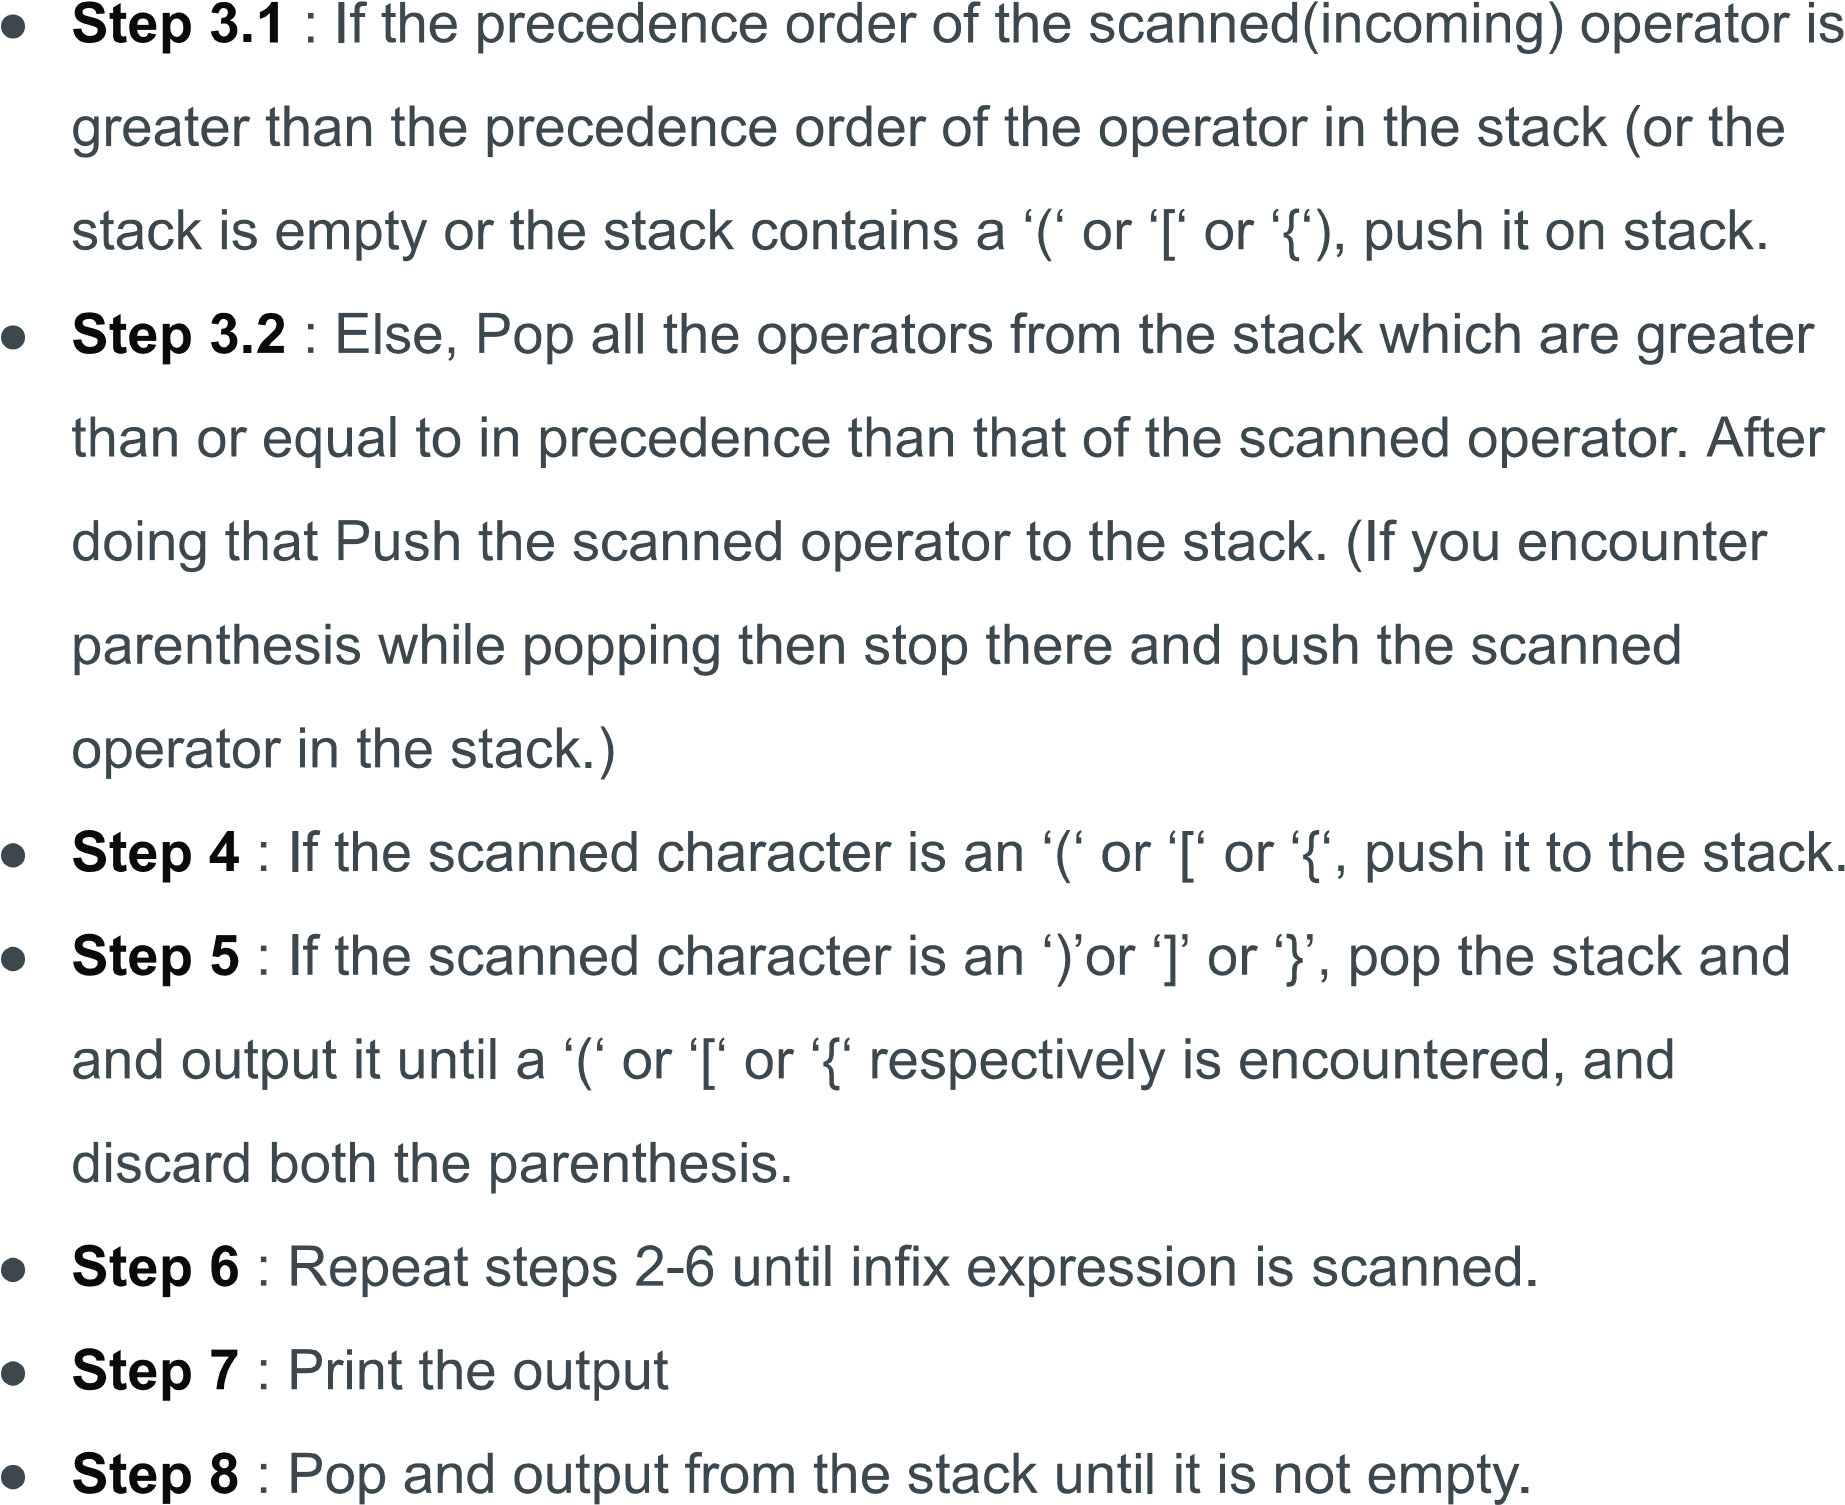 ● Step 3.1 : If the precedence order of the scanned(incoming) operator is
greater than the precedence order of the operator in the stack (or the
stack is empty or the stack contains a ‘(‘ or ‘[‘ or ‘{‘), push it on stack.
● Step 3.2 : Else, Pop all the operators from the stack which are greater
than or equal to in precedence than that of the scanned operator. After
doing that Push the scanned operator to the stack. (If you encounter
parenthesis while popping then stop there and push the scanned
operator in the stack.)
● Step 4 : If the scanned character is an ‘(‘ or ‘[‘ or ‘{‘, push it to the stack.
● Step 5 : If the scanned character is an ‘)’or ‘]’ or ‘}’, pop the stack and
and output it until a ‘(‘ or ‘[‘ or ‘{‘ respectively is encountered, and
discard both the parenthesis.
● Step 6 : Repeat steps 2-6 until infix expression is scanned.
● Step 7 : Print the output
● Step 8 : Pop and output from the stack until it is not empty.